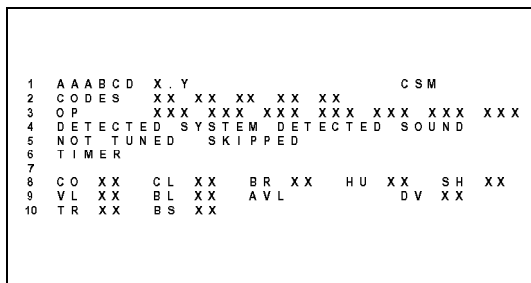 1 AAABCD X.Y CSM
2 CODES XX XX XX XX XX
3 OP XXX XXX XXX XXX XXX XXX XXX
4 DETECTED SYSTEM DETECTED SOUND
5 NOT TUNED SKIPPED
6 TIMER
7
8 CO XX CL XX BR XX HU XX SH XX
9 VL XX BL XX AVL DV XX
10 TR XX BS XX